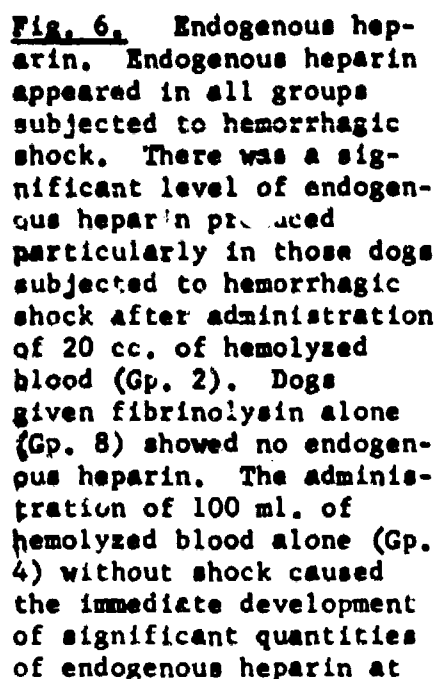 Fig. 6. Endogenous hep-
arin. Endogenous heparin
appeared in all groups
subjected to hemorrhagic
shock. There was a sig-
nificant level of endogen-
ous heparin
particularly in those dogs
subjected to hemorrhagic
shock after administration
of 20 cc. of hemolyzed
blood (Gp. 2). Dogs
given fibrinolysin alone
(Gp. 8) showed no endogen-
ous heparin. The adminis-
tration of 100 ml. of
hemolyzed blood alone (Gp.
4) without shock caused
the immediate development
of significant quantities
of endogenous heparin at